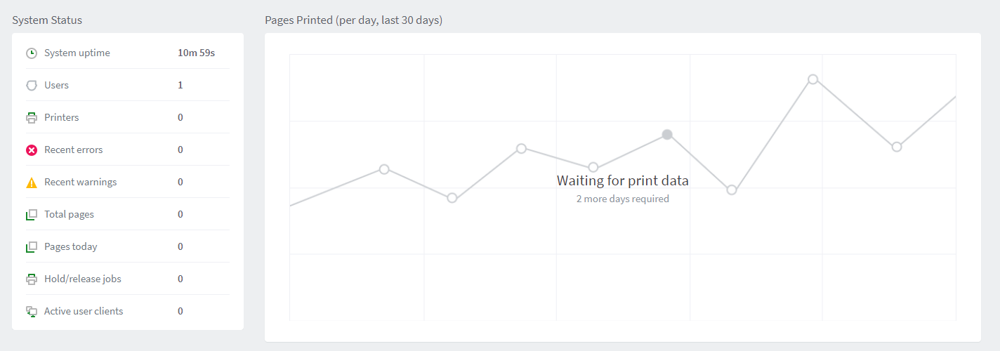 System Status
System uptime 10m 59s
Users 1
Printers 0
Recent errors 0
Recent warnings 0
Total pages 0
Pages today 0
Hold/release jobs 0
Active user clients 0
Pages Printed (per day, last 30 days)
Waiting for print data
2 more days required